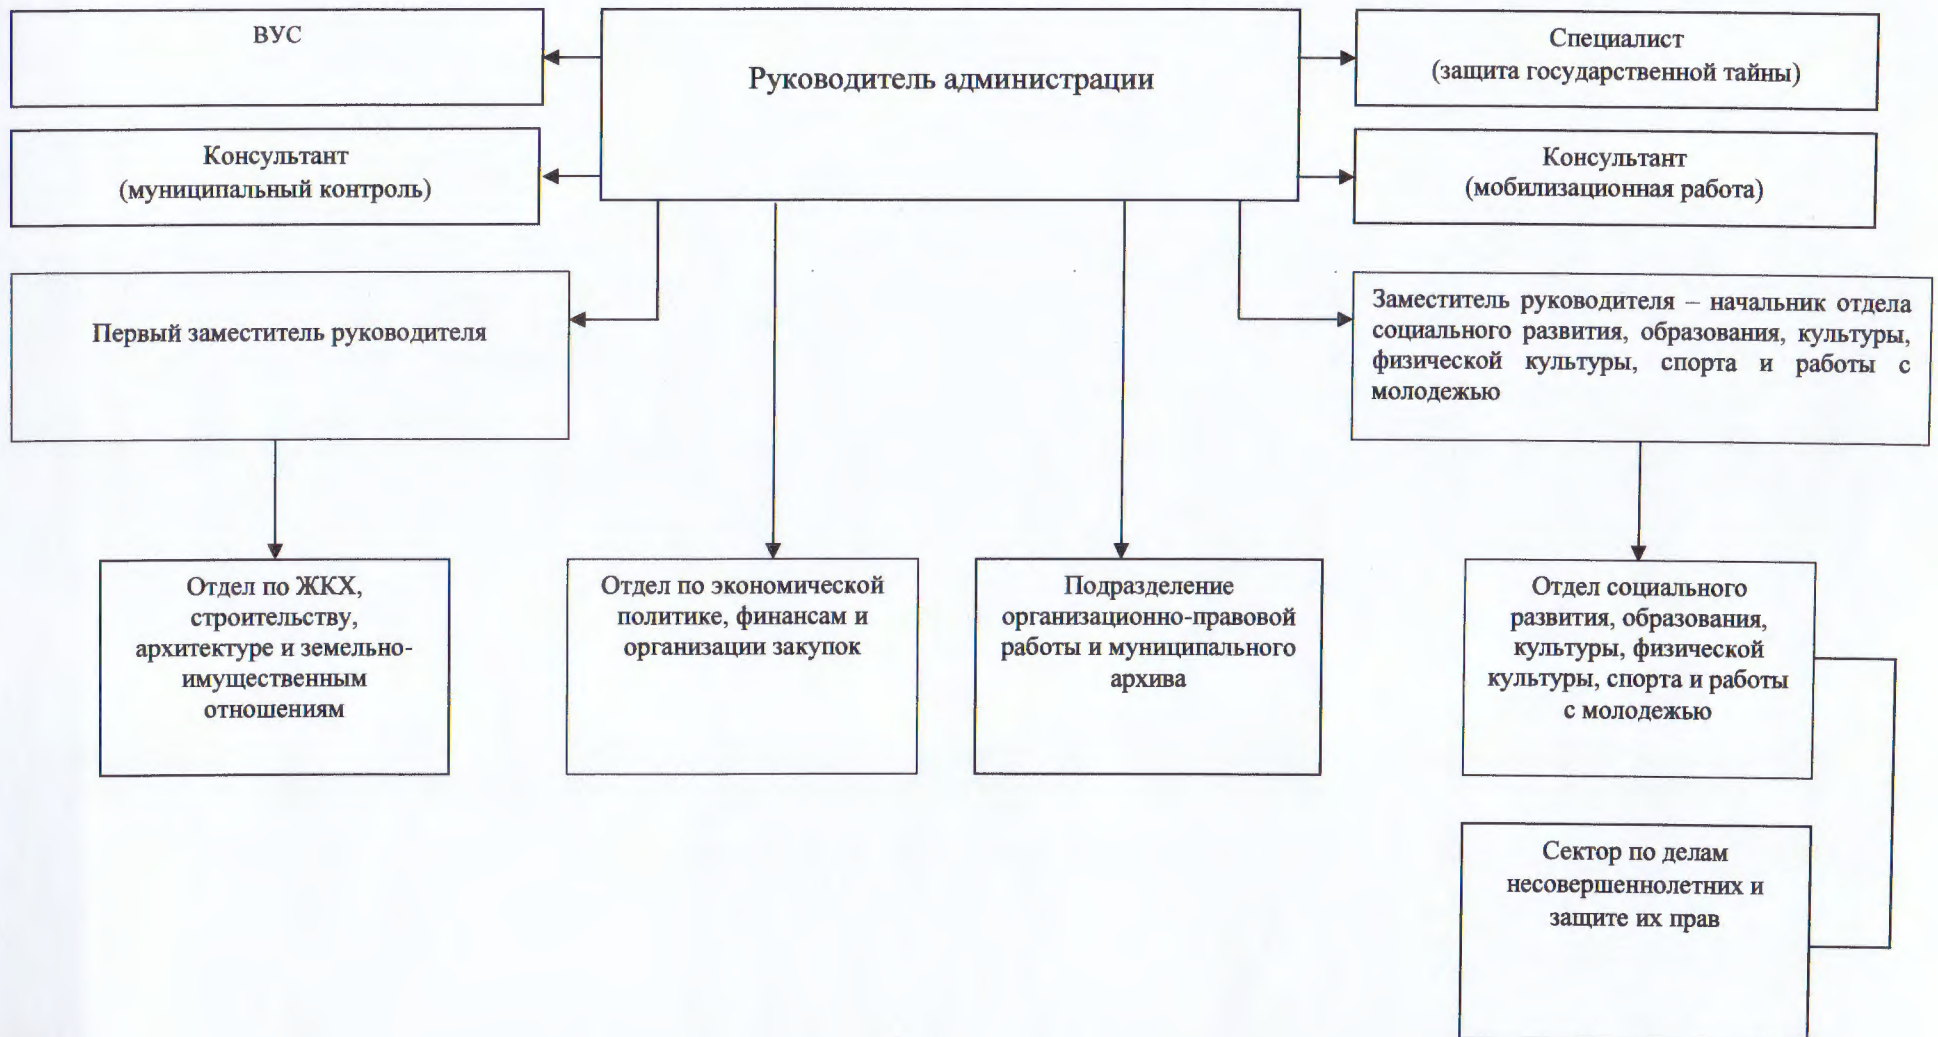 ВУС
Руководитель администрации
Специалист
(защита государственной тайны)
Консультант
(муниципальный контроль)
Консультант
(мобилизационная работа)
Первый заместитель руководителя
Заместитель руководителя – начальник отдела
социального развития, образования, культуры,
физической культуры, спорта и работы с
молодежью
Отдел по ЖКХ,
строительству,
архитектуре и земельно-
имущественным
отношениям
Отдел по экономической
политике, финансам и
организации закупок
Подразделение
организационно-правовой
работы и муниципального
архива
Отдел социального
развития, образования,
культуры, физической
культуры, спорта и работы
с молодежью
Сектор по делам
несовершеннолетних и
защите их прав